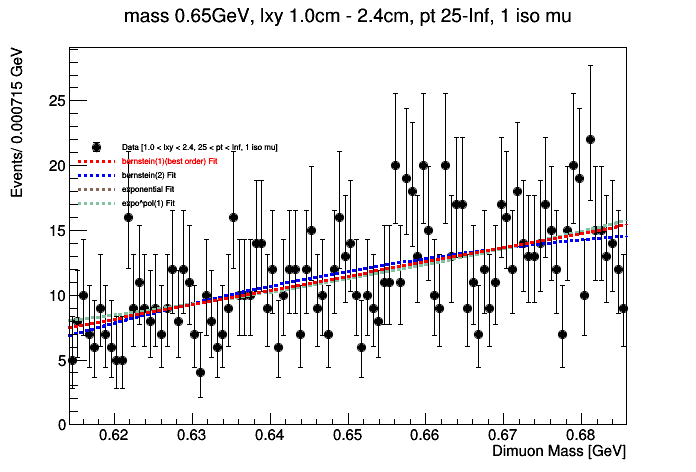 mass 0.65GeV, lxy 1.0cm - 2.4cm, pt 25-Inf, 1 iso mu
Events/ 0.000715 GeV
25
20
15
10
5
0
Data [1.0 < lxy < 2.4, 25 < pt < Inf, 1 iso mu]
bernstein(1)(best order) Fit
bernstein(2) Fit
exponential Fit
expo*pol(1) Fit
0.62 0.63 0.64 0.65 0.66 0.67 0.68
Dimuon Mass [GeV]